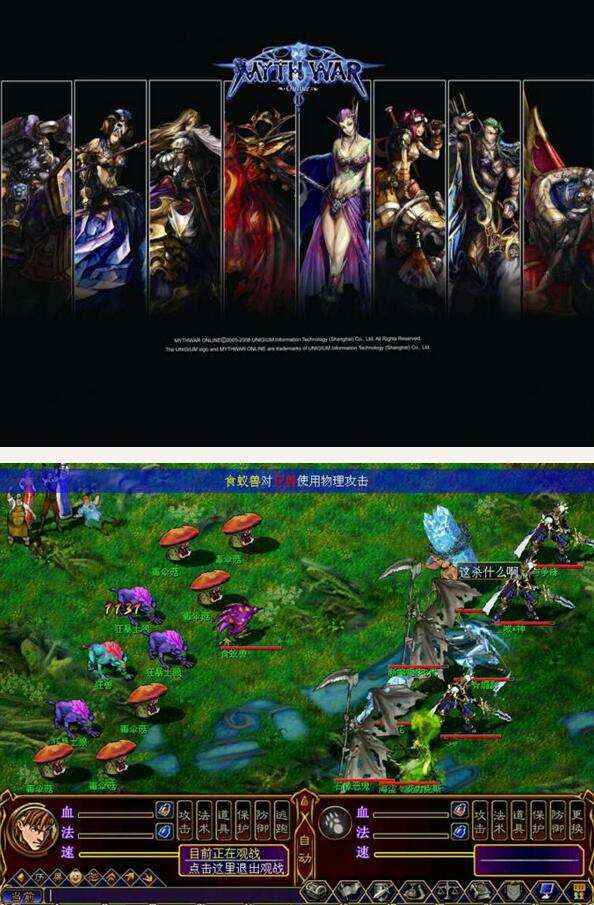 MYTH WAR
Online
MYTHWAR ONLINE©2005-2008 UNIGIUM Information Technology (Shanghai) Co., Ltd. All Rights Reserved.
The UNIGIUM logo and MYTHWAR ONLINE are trademarks of UNIGIUM Information Technology (Shanghai) Co., Ltd.
食蚁兽对狂兽使用物理攻击
毒伞菇
毒伞菇
这杀什么啊
1131
毒伞菇
狂暴土狼
食蚁兽
狂暴土狼
狂兽
毒伞菇
狂暴土狼
毒伞菇
毒伞菇
血
法
速
攻击
法术
道具
保护
防御
逃跑
目前正在观战
点击这里退出观战
自动
血
法
速
攻击
法术
道具
保护
防御
更换
当前